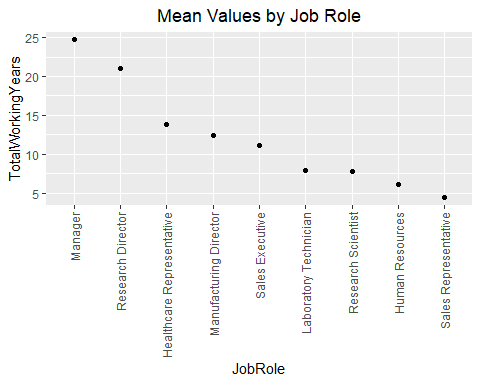 Mean Values by Job Role
TotalWorkingYears
25
20
15
10
5
Manager
Research Director
Healthcare Representative
Manufacturing Director
Sales Executive
Laboratory Technician
Research Scientist
Human Resources
Sales Representative
JobRole